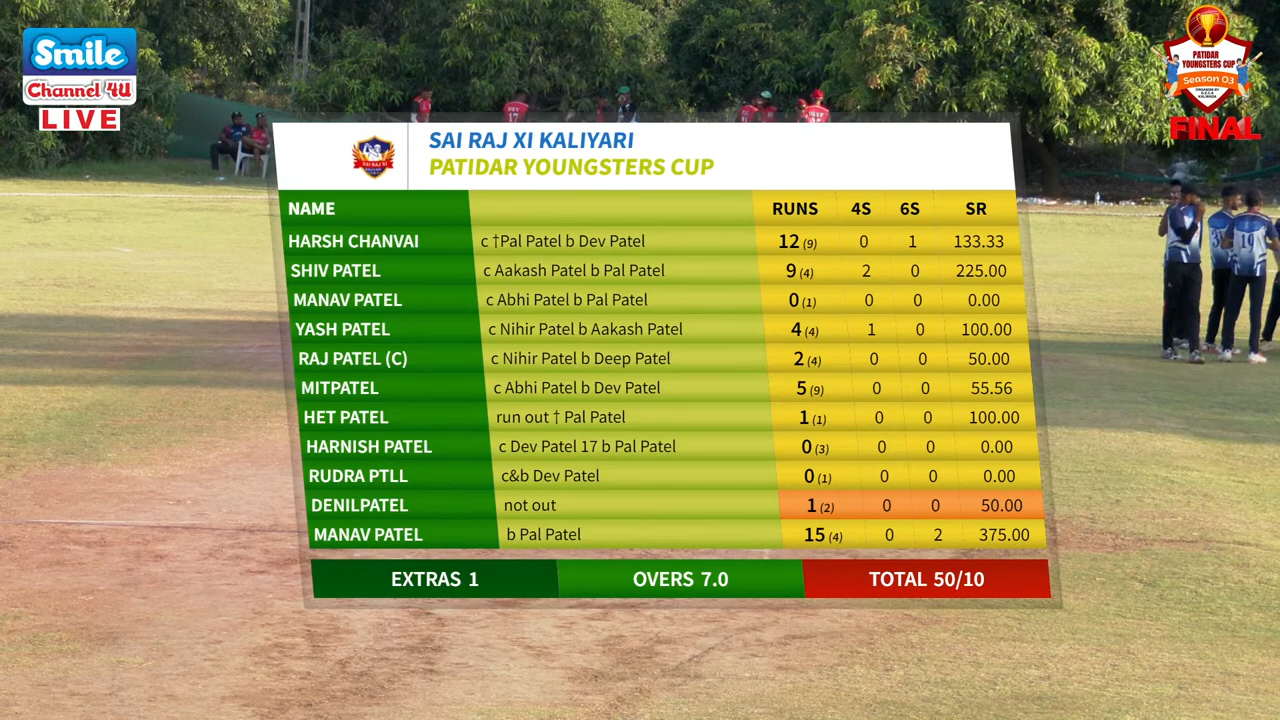 Smile
Channel 4U
LIVE
PATIDAR
YOUNGSTERS CUP
Season 03
FINAL
DEV
17
SAI RAJ XI KALIYARI
PATIDAR YOUNGSTERS CUP
NAME RUNS 4S 6S SR
HARSH CHANVAI c †Pal Patel b Dev Patel 12 (9) 0 1 133.33
SHIV PATEL c Aakash Patel b Pal Patel 9 (4) 2 0 225.00
MANAV PATEL c Abhi Patel b Pal Patel 0 (1) 0 0 0.00
YASH PATEL c Nihir Patel b Aakash Patel 4 (4) 1 0 100.00
RAJ PATEL (C) c Nihir Patel b Deep Patel 2 (4) 0 0 50.00
MITPATEL c Abhi Patel b Dev Patel 5 (9) 0 0 55.56
HET PATEL run out † Pal Patel 1 (1) 0 0 100.00
HARNISH PATEL c Dev Patel 17 b Pal Patel 0 (3) 0 0 0.00
RUDRA PTLL c&b Dev Patel 0 (1) 0 0 0.00
DENILPATEL not out 1 (2) 0 0 50.00
MANAV PATEL b Pal Patel 15 (4) 0 2 375.00
EXTRAS 1 OVERS 7.0 TOTAL 50/10
19